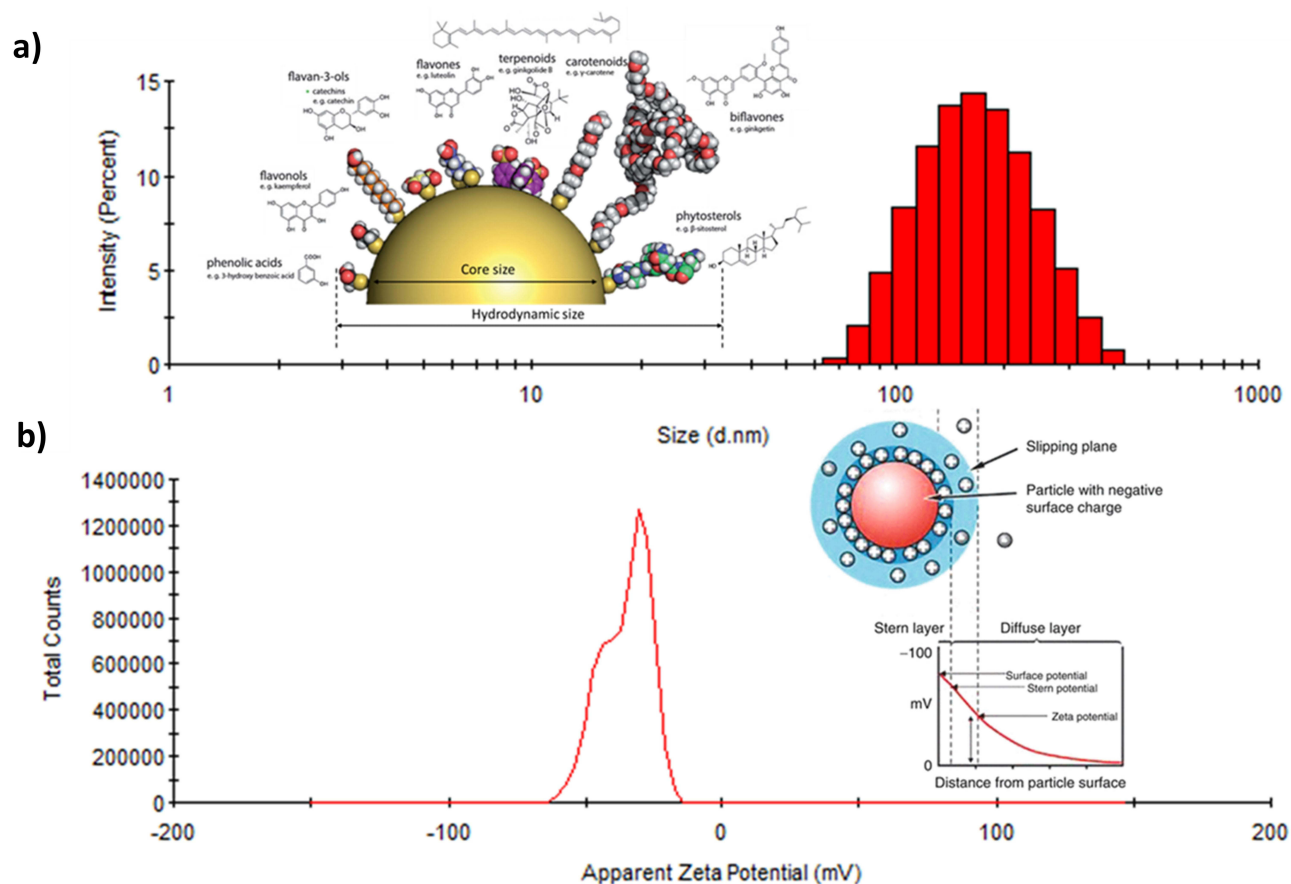 a)
Intensity (Percent)
15
10
5
0
1
10
100
1000
Size (d.nm)
flavan-3-ols
• catechins
e.g. catechin
flavones
e.g. luteolin
terpenoids
e.g. ginkgolide B
carotenoids
e.g. γ-carotene
biflavones
e.g. ginkgetin
flavonols
e.g. kaempferol
phytosterols
e.g. β-sitosterol
phenolic acids
e.g. 3-hydroxy benzoic acid
COOH
OH
Core size
Hydrodynamic size
b)
Total Counts
1400000
1200000
1000000
800000
600000
400000
200000
0
-200
-100
0
100
200
Apparent Zeta Potential (mV)
Slipping plane
Particle with negative
surface charge
Stern layer
Diffuse layer
−100
mV
0
Surface potential
Stern potential
Zeta potential
Distance from particle surface